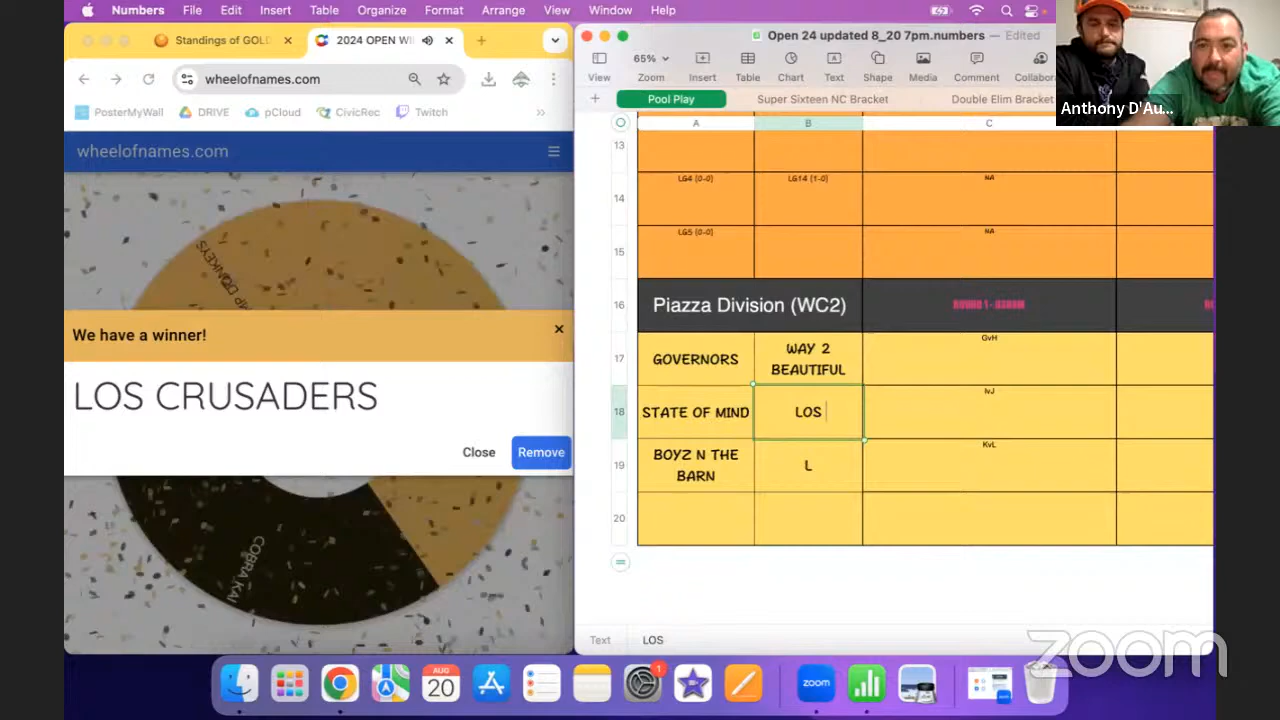 Numbers File Edit Insert Table Organize Format Arrange View Window Help
Standings of GOLD
2024 OPEN WI
wheelofnames.com
PosterMyWall DRIVE pCloud CivicRec Twitch »
wheelofnames.com
P DONKEYS
We have a winner!
LOS CRUSADERS
Close Remove
COBRA KAI
Open 24 updated 8_20 7pm.numbers — Edited
65%
View Zoom Insert Table Chart Text Shape Media Comment Collabora
Pool Play Super Sixteen NC Bracket Double Elim Bracket
A B C
13
LG4 (0-0) LG14 (1-0) NA
14
LG5 (0-0) NA
15
16 Piazza Division (WC2)
GvH
17 GOVERNORS WAY 2 BEAUTIFUL
IvJ
18 STATE OF MIND LOS
KvL
19 BOYZ N THE BARN L
20
Text LOS
Anthony D'Au...
AUG
20
1
zoom
zoom